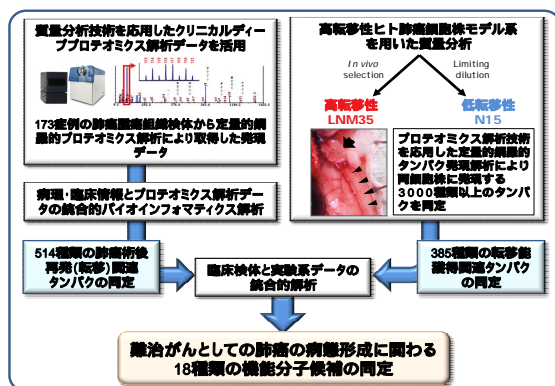 質量分析技術を応用したクリニカルディー
ププロテオミクス解析データを活用
173症例の肺癌腫瘍組織検体から定量的網
羅的プロテオミクス解析により取得した発現
データ
病理・臨床情報とプロテオミクス解析デー
タの統合的バイオインフォマティクス解析
514種類の肺癌術後
再発(転移)関連
タンパクの同定
高転移性ヒト肺癌細胞株モデル系
を用いた質量分析
In vivo
selection
Limiting
dilution
高転移性
LNM35
低転移性
N15
プロテオミクス解析技術
を応用した定量的網羅的
タンパク発現解析により
両細胞株に発現する
3000種類以上のタンパ
クを同定
385種類の転移能
獲得関連タンパク
の同定
臨床検体と実験系データの
統合的解析
難治がんとしての肺癌の病態形成に関わる
18種類の機能分子候補の同定